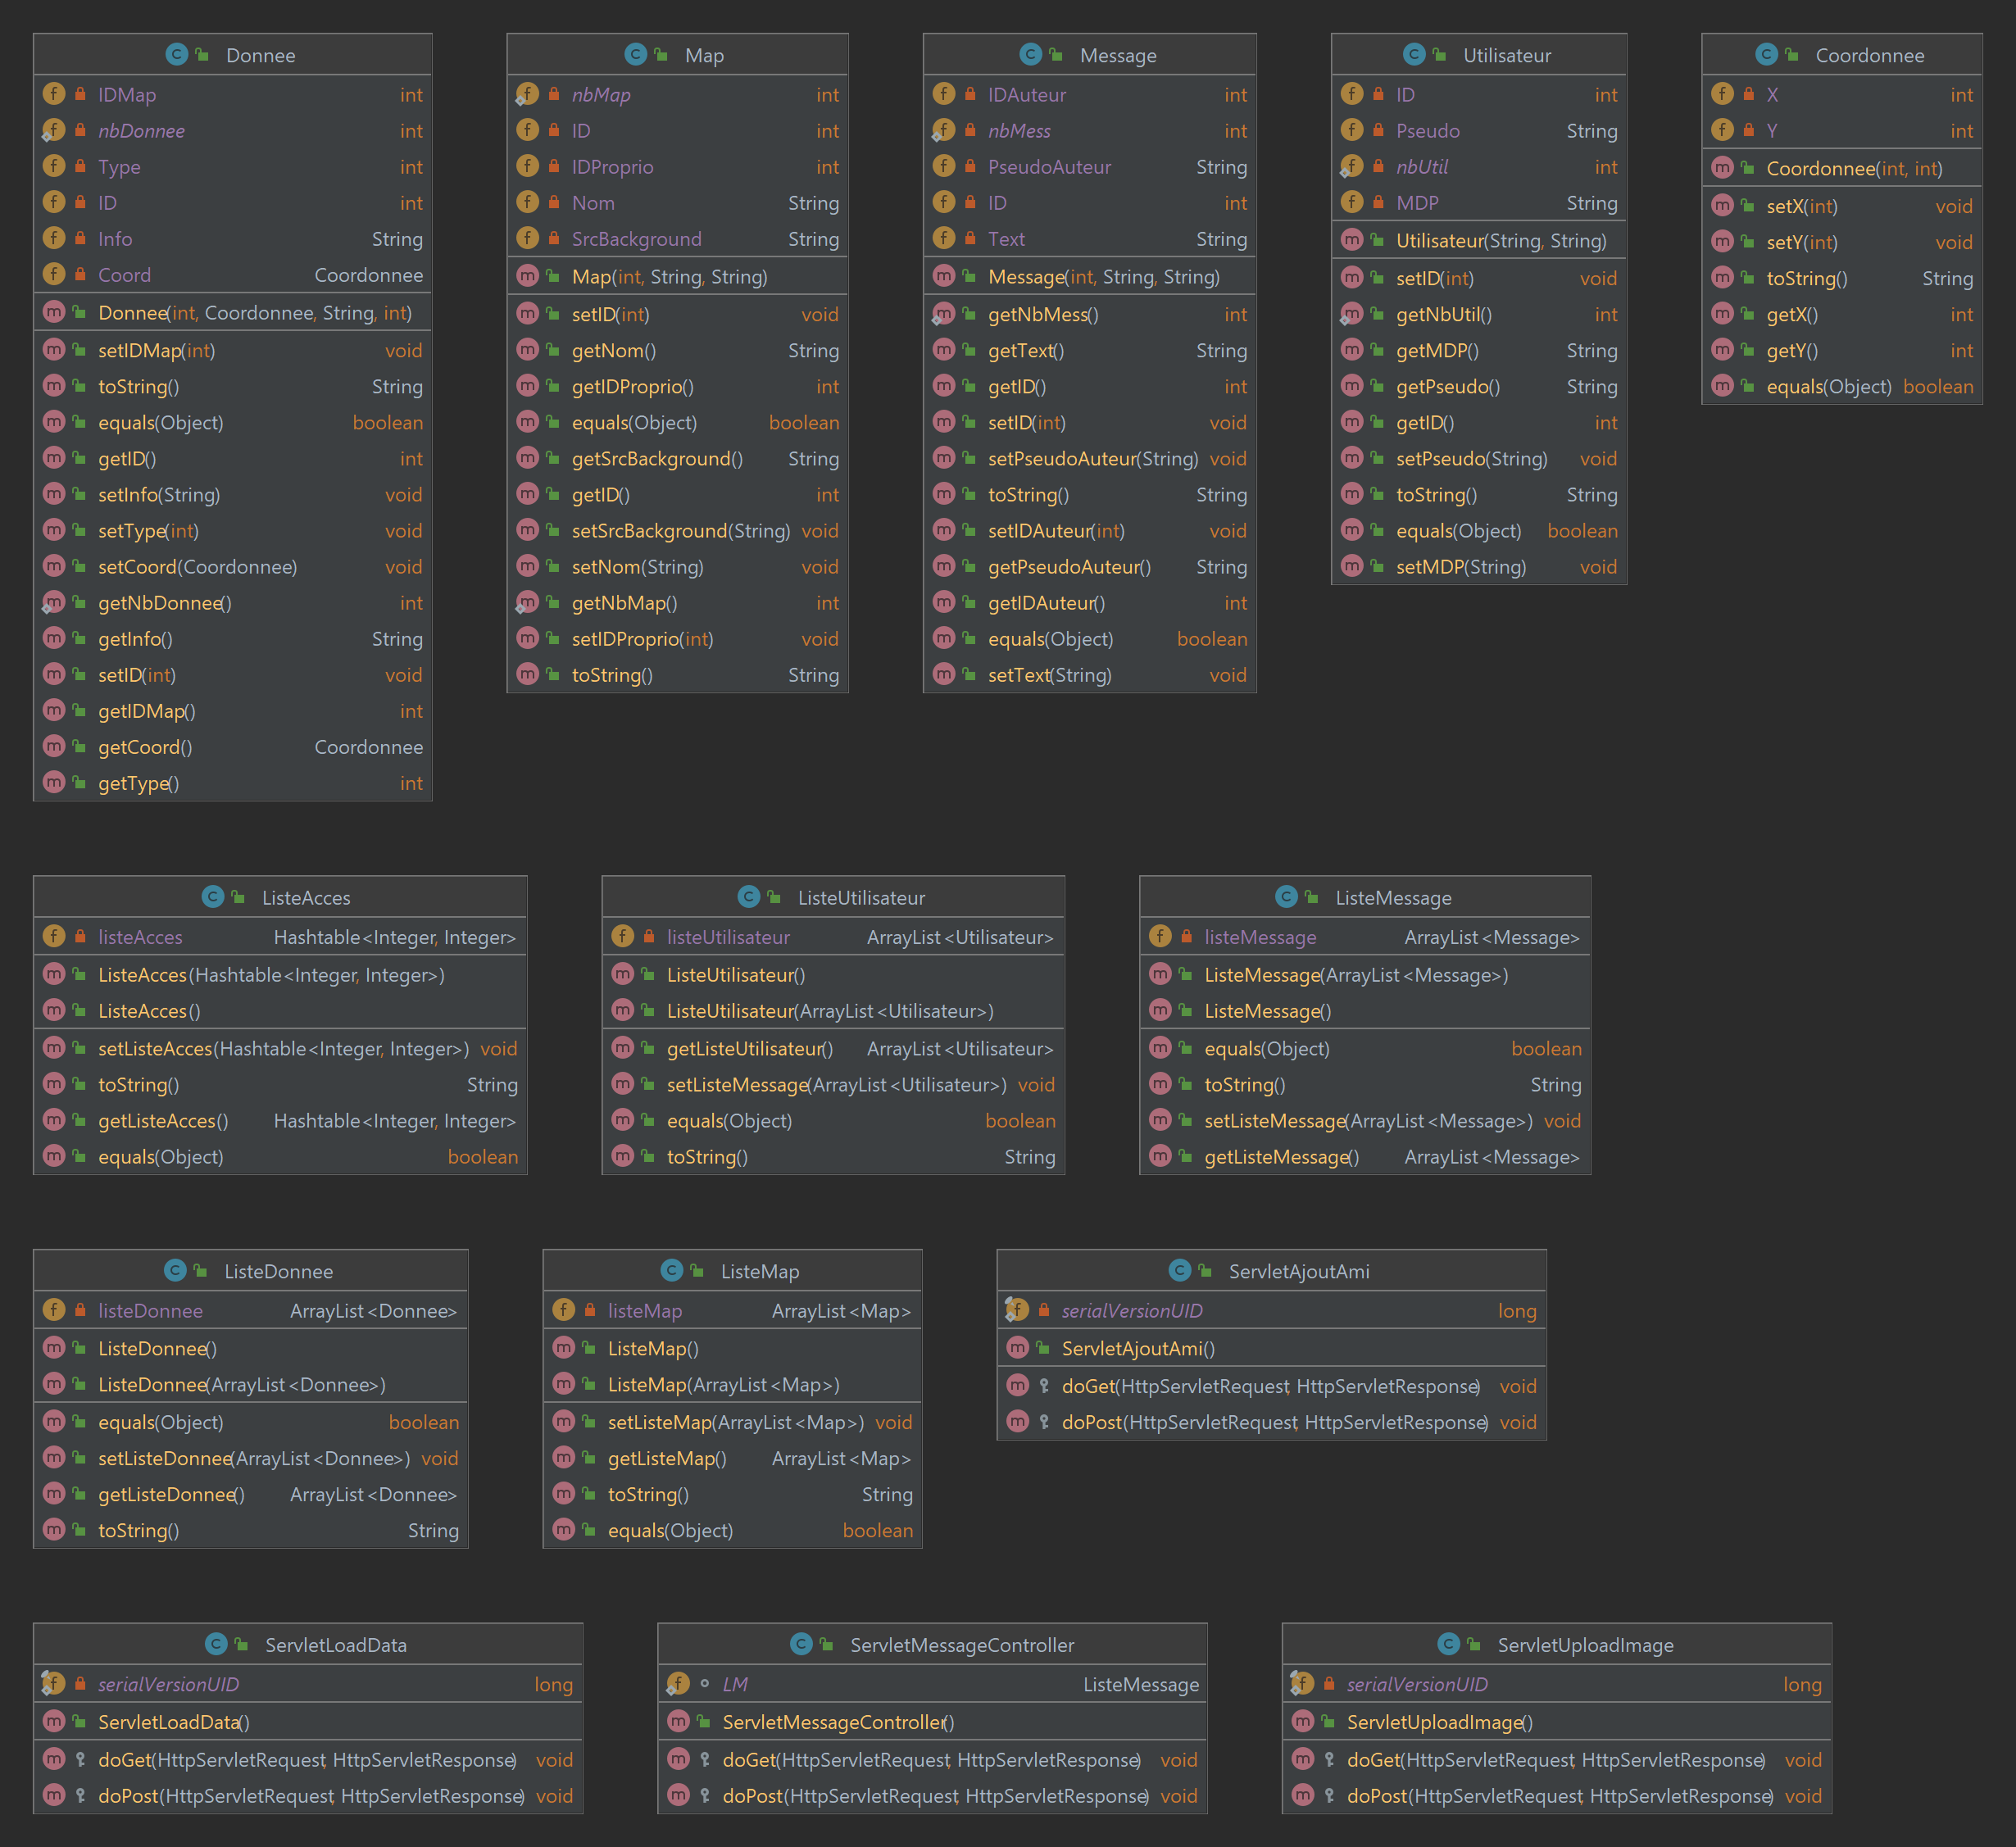 Donnee
IDMap int
nbDonnee int
Type int
ID int
Info String
Coord Coordonnee
Donnee(int, Coordonnee, String, int)
setIDMap(int) void
toString() String
equals(Object) boolean
getID() int
setInfo(String) void
setType(int) void
setCoord(Coordonnee) void
getNbDonnee() int
getInfo() String
setID(int) void
getIDMap() int
getCoord() Coordonnee
getType() int
Map
nbMap int
ID int
IDProprio int
Nom String
SrcBackground String
Map(int, String, String)
setID(int) void
getNom() String
getIDProprio() int
equals(Object) boolean
getSrcBackground() String
getID() int
setSrcBackground(String) void
setNom(String) void
getNbMap() int
setIDProprio(int) void
toString() String
Message
IDAuteur int
nbMess int
PseudoAuteur String
ID int
Text String
Message(int, String, String)
getNbMess() int
getText() String
getID() int
setID(int) void
setPseudoAuteur(String) void
toString() String
setIDAuteur(int) void
getPseudoAuteur() String
getIDAuteur() int
equals(Object) boolean
setText(String) void
Utilisateur
ID int
Pseudo String
nbUtil int
MDP String
Utilisateur(String, String)
setID(int) void
getNbUtil() int
getMDP() String
getPseudo() String
getID() int
setPseudo(String) void
toString() String
equals(Object) boolean
setMDP(String) void
Coordonnee
X int
Y int
Coordonnee(int, int)
setX(int) void
setY(int) void
toString() String
getX() int
getY() int
equals(Object) boolean
ListeAcces
listeAcces Hashtable<Integer, Integer>
ListeAcces(Hashtable<Integer, Integer>)
ListeAcces()
setListeAcces(Hashtable<Integer, Integer>) void
toString() String
getListeAcces() Hashtable<Integer, Integer>
equals(Object) boolean
ListeUtilisateur
listeUtilisateur ArrayList<Utilisateur>
ListeUtilisateur()
ListeUtilisateur(ArrayList<Utilisateur>)
getListeUtilisateur() ArrayList<Utilisateur>
setListeMessage(ArrayList<Utilisateur>) void
equals(Object) boolean
toString() String
ListeMessage
listeMessage ArrayList<Message>
ListeMessage(ArrayList<Message>)
ListeMessage()
equals(Object) boolean
toString() String
setListeMessage(ArrayList<Message>) void
getListeMessage() ArrayList<Message>
ListeDonnee
listeDonnee ArrayList<Donnee>
ListeDonnee()
ListeDonnee(ArrayList<Donnee>)
equals(Object) boolean
setListeDonnee(ArrayList<Donnee>) void
getListeDonnee() ArrayList<Donnee>
toString() String
ListeMap
listeMap ArrayList<Map>
ListeMap()
ListeMap(ArrayList<Map>)
setListeMap(ArrayList<Map>) void
getListeMap() ArrayList<Map>
toString() String
equals(Object) boolean
ServletAjoutAmi
serialVersionUID long
ServletAjoutAmi()
doGet(HttpServletRequest, HttpServletResponse) void
doPost(HttpServletRequest, HttpServletResponse) void
ServletLoadData
serialVersionUID long
ServletLoadData()
doGet(HttpServletRequest, HttpServletResponse) void
doPost(HttpServletRequest, HttpServletResponse) void
ServletMessageController
LM ListeMessage
ServletMessageController()
doGet(HttpServletRequest, HttpServletResponse) void
doPost(HttpServletRequest, HttpServletResponse) void
ServletUploadImage
serialVersionUID long
ServletUploadImage()
doGet(HttpServletRequest, HttpServletResponse) void
doPost(HttpServletRequest, HttpServletResponse) void